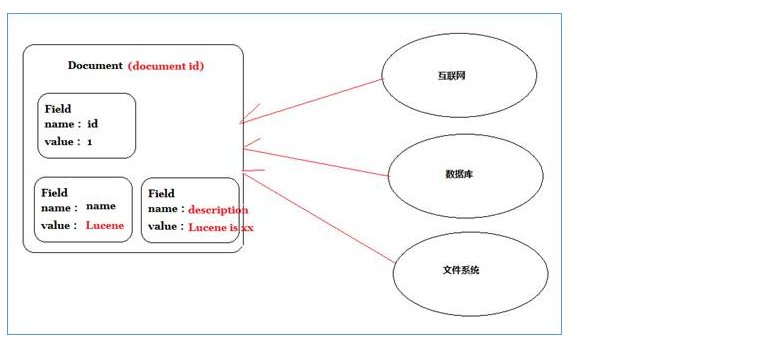 Document (document id)
Field
name： id
value： 1
Field
name： name
value： Lucene
Field
name：description
value：Lucene is xx
互联网
数据库
文件系统